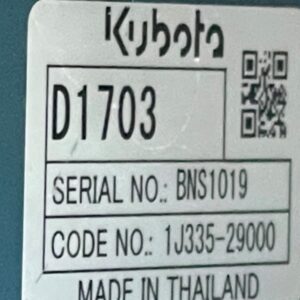 Kubota
D1703
SERIAL NO.: BNS1019
CODE NO.: 1J335-29000
MADE IN THAILAND